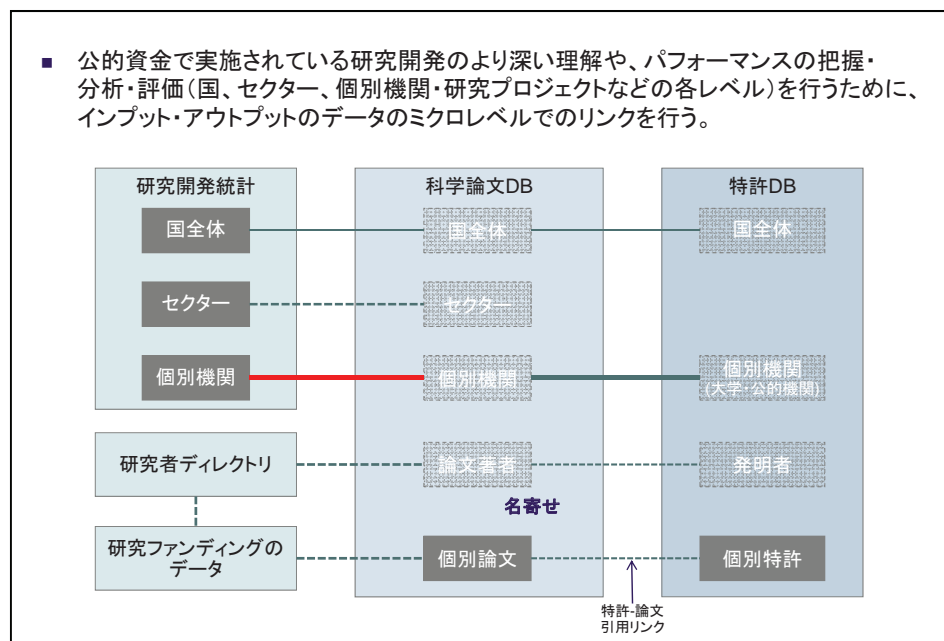 ■ 公的資金で実施されている研究開発のより深い理解や、パフォーマンスの把握・
分析・評価(国、セクター、個別機関・研究プロジェクトなどの各レベル)を行うために、
インプット・アウトプットのデータのミクロレベルでのリンクを行う。
研究開発統計
科学論文DB
特許DB
国全体
国全体
国全体
セクター
セクター
個別機関
個別機関
個別機関
(大学・公的機関)
研究者ディレクトリ
論文著者
発明者
名寄せ
研究ファンディングの
データ
個別論文
個別特許
特許-論文
引用リンク